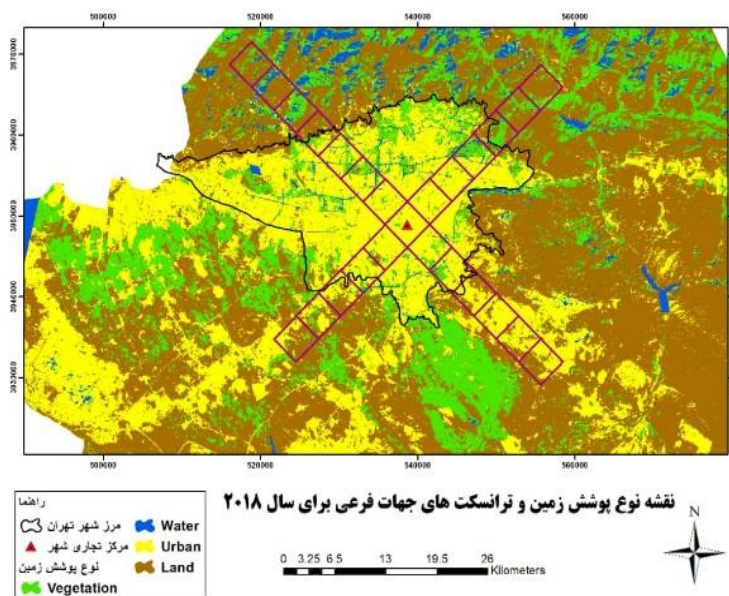 500000 520000 540000 560000
3970000
3960000
3950000
3940000
3930000
500000 520000 540000 560000
نقشه نوع پوشش زمین و ترانسکت های جهات فرعی برای سال ۲۰۱۸
راهنما
مرز شهر تهران
مرکز تجاری شهر
نوع پوشش زمین
Vegetation
Water
Urban
Land
0 3.25 6.5 13 19.5 26
Kilometers
N